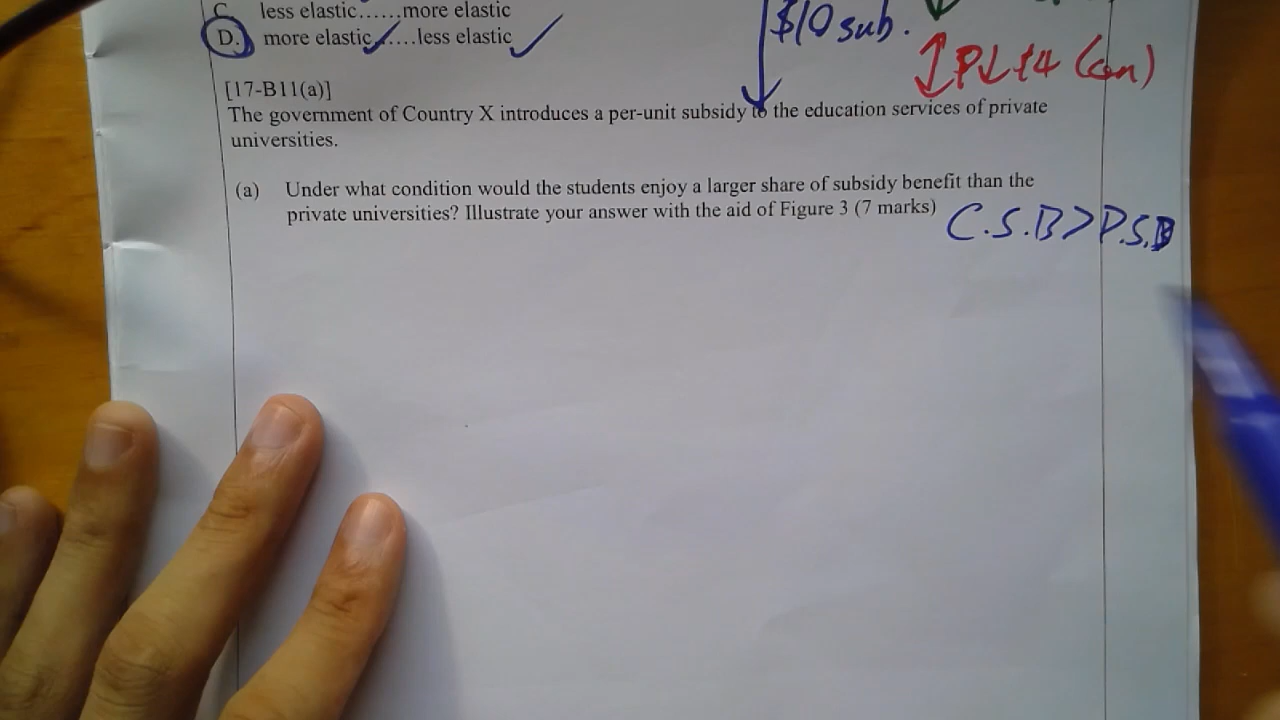 C. less elastic......more elastic
D. more elastic......less elastic
$10 sub.
P↓ $4 (con)
[17-B11(a)]
The government of Country X introduces a per-unit subsidy to the education services of private
universities.
(a) Under what condition would the students enjoy a larger share of subsidy benefit than the
private universities? Illustrate your answer with the aid of Figure 3 (7 marks)
C.S.B > P.S.B